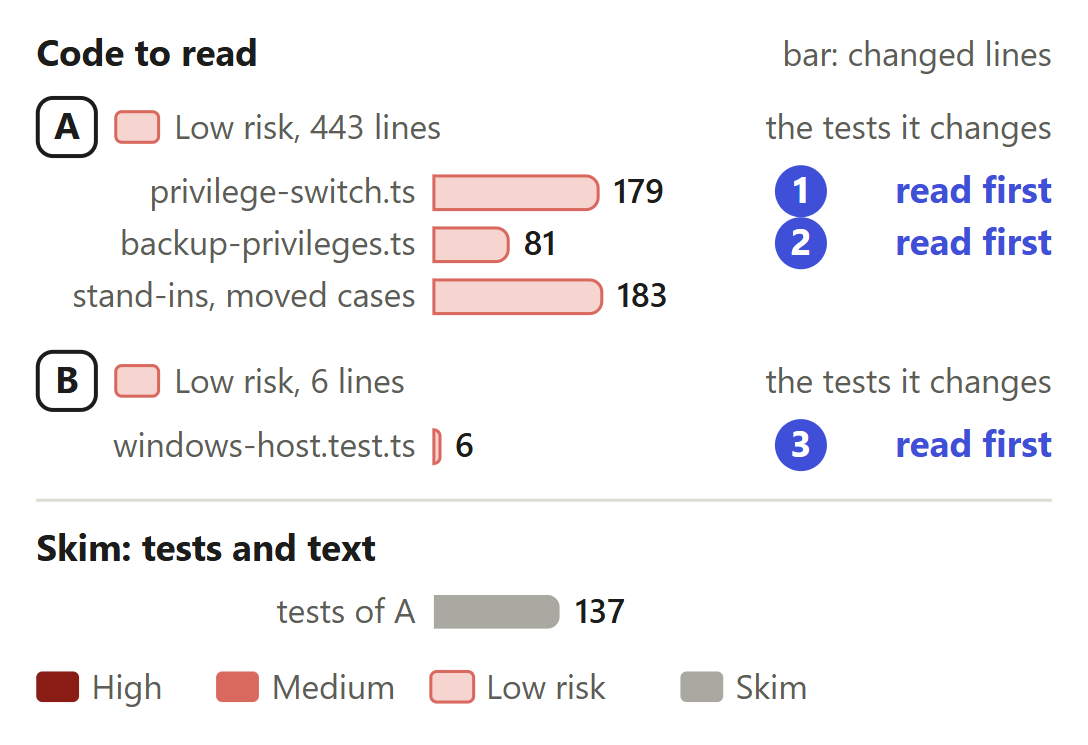 Code to read bar: changed lines
A Low risk, 443 lines the tests it changes
privilege-switch.ts 179 1 read first
backup-privileges.ts 81 2 read first
stand-ins, moved cases 183
B Low risk, 6 lines the tests it changes
windows-host.test.ts 6 3 read first
Skim: tests and text
tests of A 137
High Medium Low risk Skim